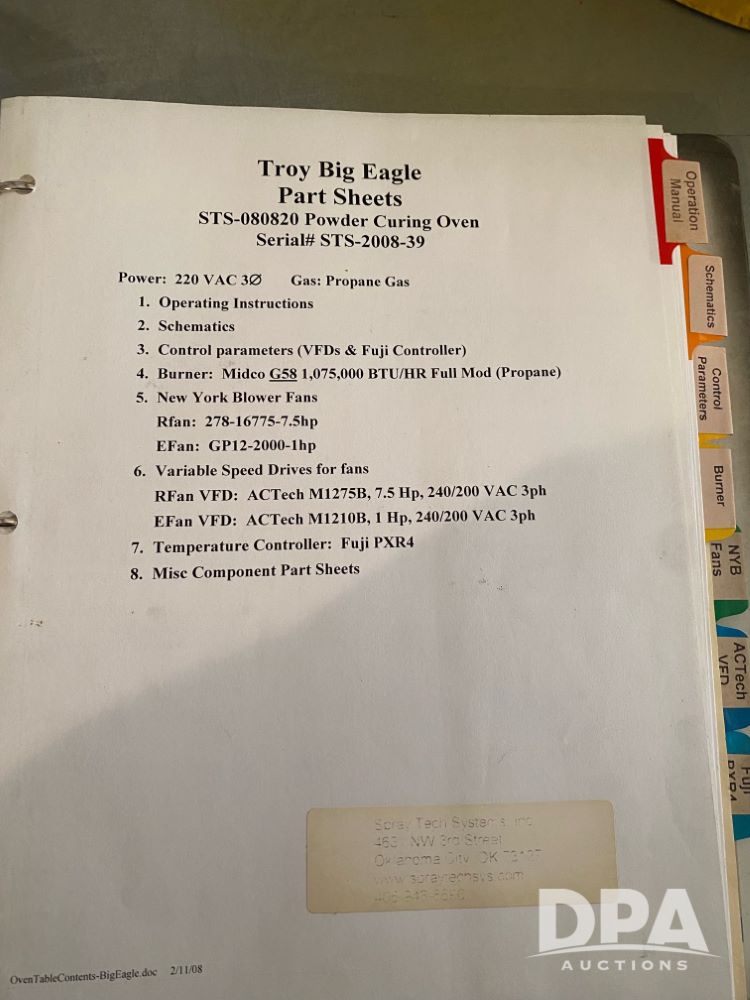 Troy Big Eagle
Part Sheets
STS-080820 Powder Curing Oven
Serial# STS-2008-39
Power: 220 VAC 3Ø Gas: Propane Gas
1. Operating Instructions
2. Schematics
3. Control parameters (VFDs & Fuji Controller)
4. Burner: Midco G58 1,075,000 BTU/HR Full Mod (Propane)
5. New York Blower Fans
Rfan: 278-16775-7.5hp
EFan: GP12-2000-1hp
6. Variable Speed Drives for fans
RFan VFD: ACTech M1275B, 7.5 Hp, 240/200 VAC 3ph
EFan VFD: ACTech M1210B, 1 Hp, 240/200 VAC 3ph
7. Temperature Controller: Fuji PXR4
8. Misc Component Part Sheets
Operation
Manual
Schematics
Control
Parameters
Burner
NYB
Fans
ACTech
VFD
Fuji
PXR4
Spray Tech Systems, Inc
NW 3rd Street
Oklahoma City, OK
www.spraytechsys.com
OvenTableContents-BigEagle.doc 2/11/08
DPA
AUCTIONS